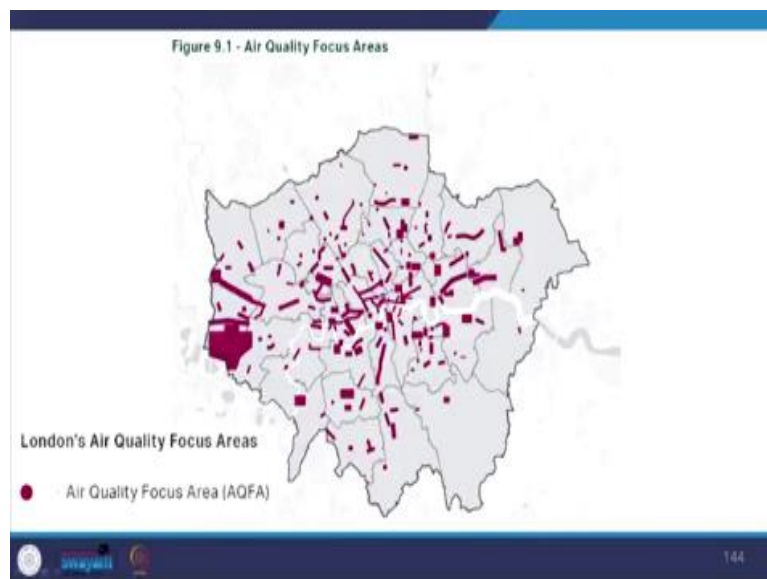 Figure 9.1 - Air Quality Focus Areas
London's Air Quality Focus Areas
Air Quality Focus Area (AQFA)
swayam
144